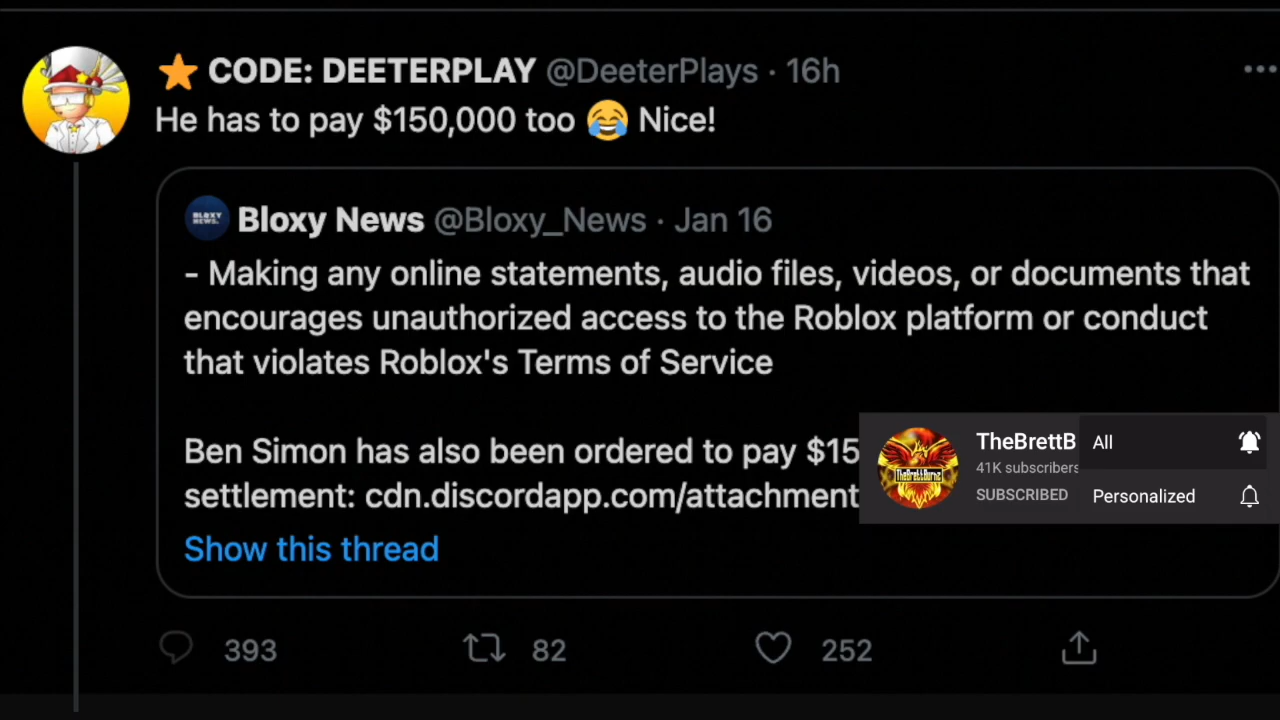 CODE: DEETERPLAY @DeeterPlays · 16h
He has to pay $150,000 too 😂 Nice!
BLOXY NEWS.
Bloxy News @Bloxy_News · Jan 16
- Making any online statements, audio files, videos, or documents that
encourages unauthorized access to the Roblox platform or conduct
that violates Roblox's Terms of Service
Ben Simon has also been ordered to pay $15
settlement: cdn.discordapp.com/attachment
Show this thread
TheBrettBurnz
TheBrettB
41K subscribers
SUBSCRIBED
All
Personalized
393 82 252